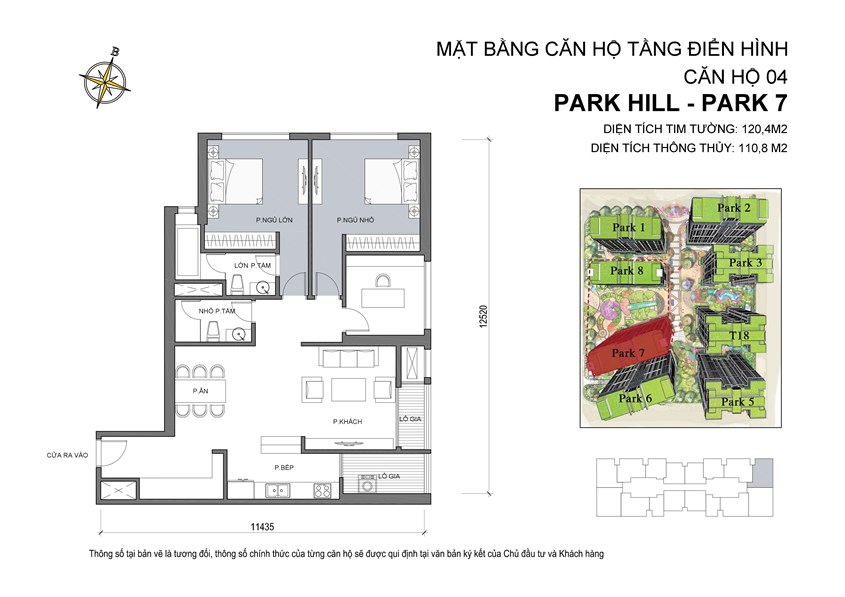 B
MẶT BẰNG CĂN HỘ TẦNG ĐIỂN HÌNH
CĂN HỘ 04
PARK HILL - PARK 7
DIỆN TÍCH TIM TƯỜNG: 120,4M2
DIỆN TÍCH THÔNG THỦY: 110,8 M2
P.NGỦ LỚN
P.NGỦ NHỎ
LỚN P.TẮM
NHỎ P.TẮM
P.ĂN
P.KHÁCH
LÔ GIA
CỬA RA VÀO
P.BẾP
LÔ GIA
12520
11435
Park 1
Park 2
Park 8
Park 3
T18
Park 7
Park 6
Park 5
Thông số tại bản vẽ là tương đối, thông số chính thức của từng căn hộ sẽ được qui định tại văn bản ký kết của Chủ đầu tư và Khách hàng